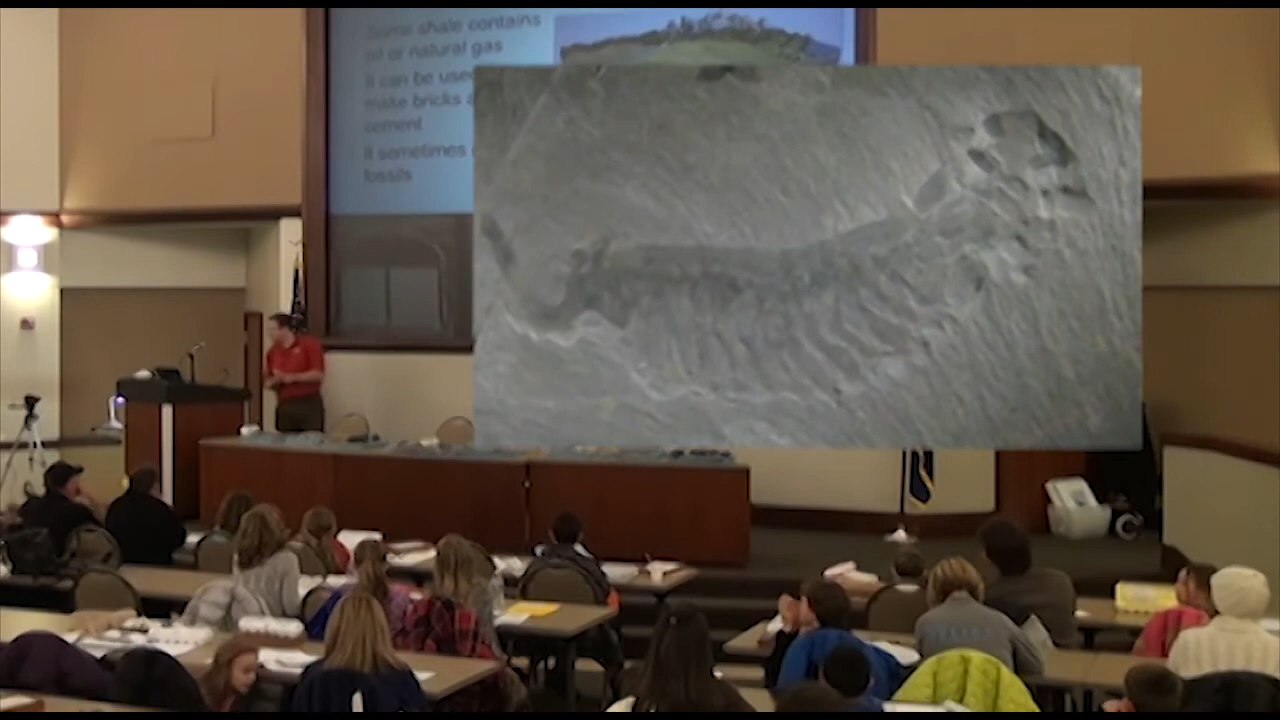 Some shale contains
oil or natural gas
It can be used
make bricks
cement
It sometimes
fossils